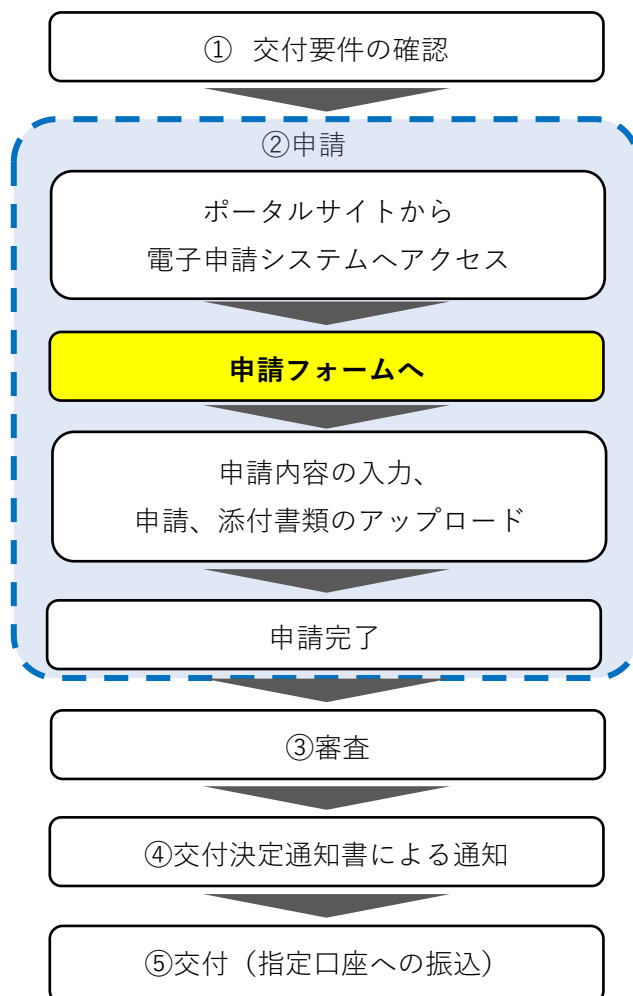 ① 交付要件の確認
②申請
ポータルサイトから
電子申請システムへアクセス
申請フォームへ
申請内容の入力、
申請、添付書類のアップロード
申請完了
③審査
④交付決定通知書による通知
⑤交付（指定口座への振込）